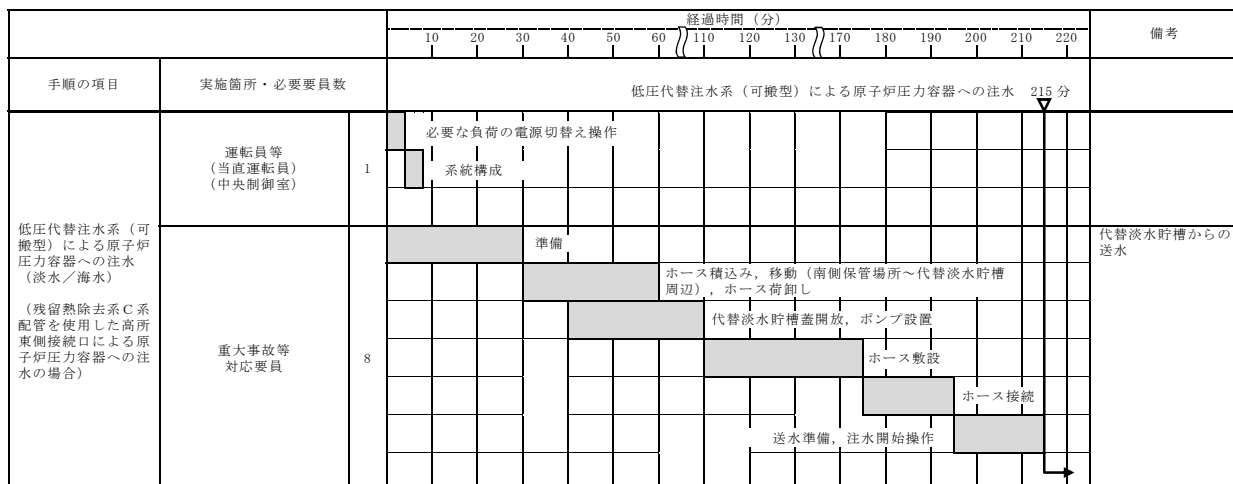 経過時間（分）
10 20 30 40 50 60 110 120 130 170 180 190 200 210 220
備考
手順の項目
実施箇所・必要要員数
低圧代替注水系（可搬型）による原子炉圧力容器への注水 215 分
運転員等
（当直運転員）
（中央制御室）
1
必要な負荷の電源切替え操作
系統構成
低圧代替注水系（可
搬型）による原子炉
圧力容器への注水
（淡水／海水）
（残留熱除去系Ｃ系
配管を使用した高所
東側接続口による原
子炉圧力容器への注
水の場合）
重大事故等
対応要員
8
準備
ホース積込み，移動（南側保管場所～代替淡水貯槽
周辺），ホース荷卸し
代替淡水貯槽蓋開放，ポンプ設置
ホース敷設
ホース接続
送水準備，注水開始操作
代替淡水貯槽からの
送水